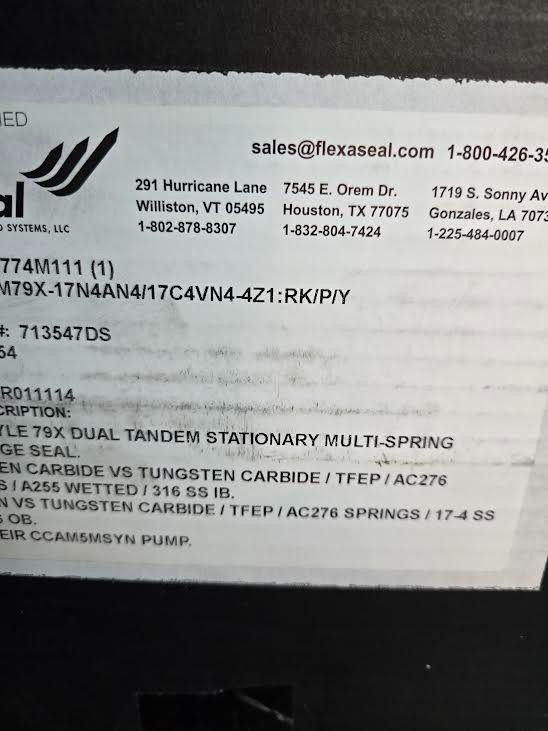 IED
al
D SYSTEMS, LLC
sales@flexaseal.com 1-800-426-35
291 Hurricane Lane 7545 E. Orem Dr. 1719 S. Sonny Av
Williston, VT 05495 Houston, TX 77075 Gonzales, LA 7073
1-802-878-8307 1-832-804-7424 1-225-484-0007
774M111 (1)
M79X-17N4AN4/17C4VN4-4Z1:RK/P/Y
#: 713547DS
54
R011114
CRIPTION:
YLE 79X DUAL TANDEM STATIONARY MULTI-SPRING
GE SEAL.
EN CARBIDE VS TUNGSTEN CARBIDE / TFEP / AC276
S / A255 WETTED / 316 SS IB.
N VS TUNGSTEN CARBIDE / TFEP / AC276 SPRINGS / 17-4 SS
OB.
EIR CCAM5MSYN PUMP.